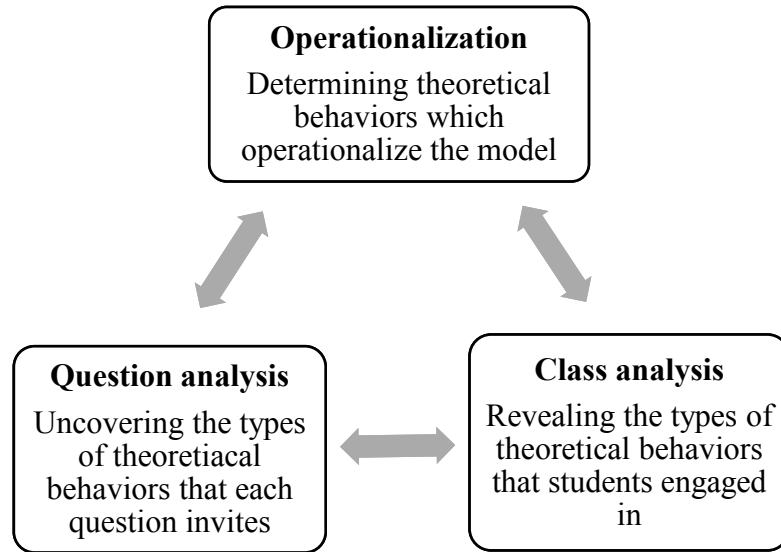 Operationalization
Determining theoretical
behaviors which
operationalize the model
Question analysis
Uncovering the types
of theoretiacal
behaviors that each
question invites
Class analysis
Revealing the types of
theoretical behaviors
that students engaged
in